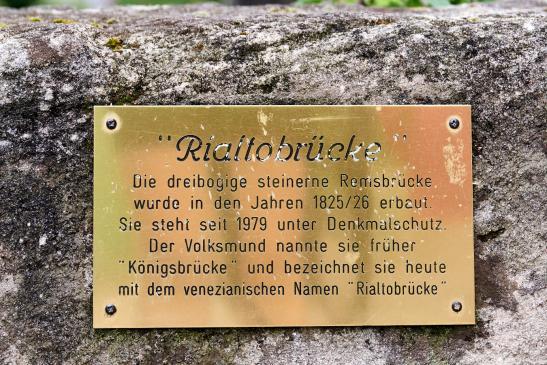 "Rialtobrücke"
Die dreibogige steinerne Remsbrücke
wurde in den Jahren 1825/26 erbaut.
Sie steht seit 1979 unter Denkmalschutz.
Der Volksmund nannte sie früher
"Königsbrücke" und bezeichnet sie heute
mit dem venezianischen Namen "Rialtobrücke"